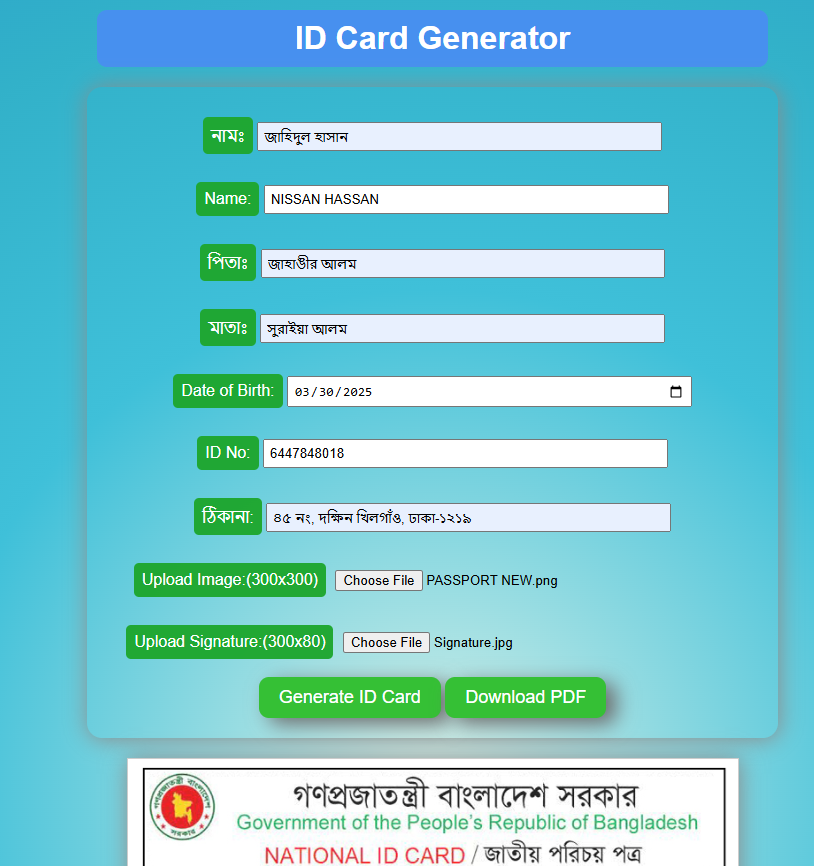 ID Card Generator
নামঃ জাহিদুল হাসান
Name: NISSAN HASSAN
পিতাঃ জাহাঙীর আলম
মাতাঃ সুরাইয়া আলম
Date of Birth: 03/30/2025
ID No: 6447848018
ঠিকানা: ৪৫ নং, দক্ষিন খিলগাঁও, ঢাকা-১২১৯
Upload Image:(300x300) Choose File PASSPORT NEW.png
Upload Signature:(300x80) Choose File Signature.jpg
Generate ID Card Download PDF
গণপ্রজাতন্ত্রী বাংলাদেশ সরকার
Government of the People's Republic of Bangladesh
NATIONAL ID CARD / জাতীয় পরিচয় পত্র